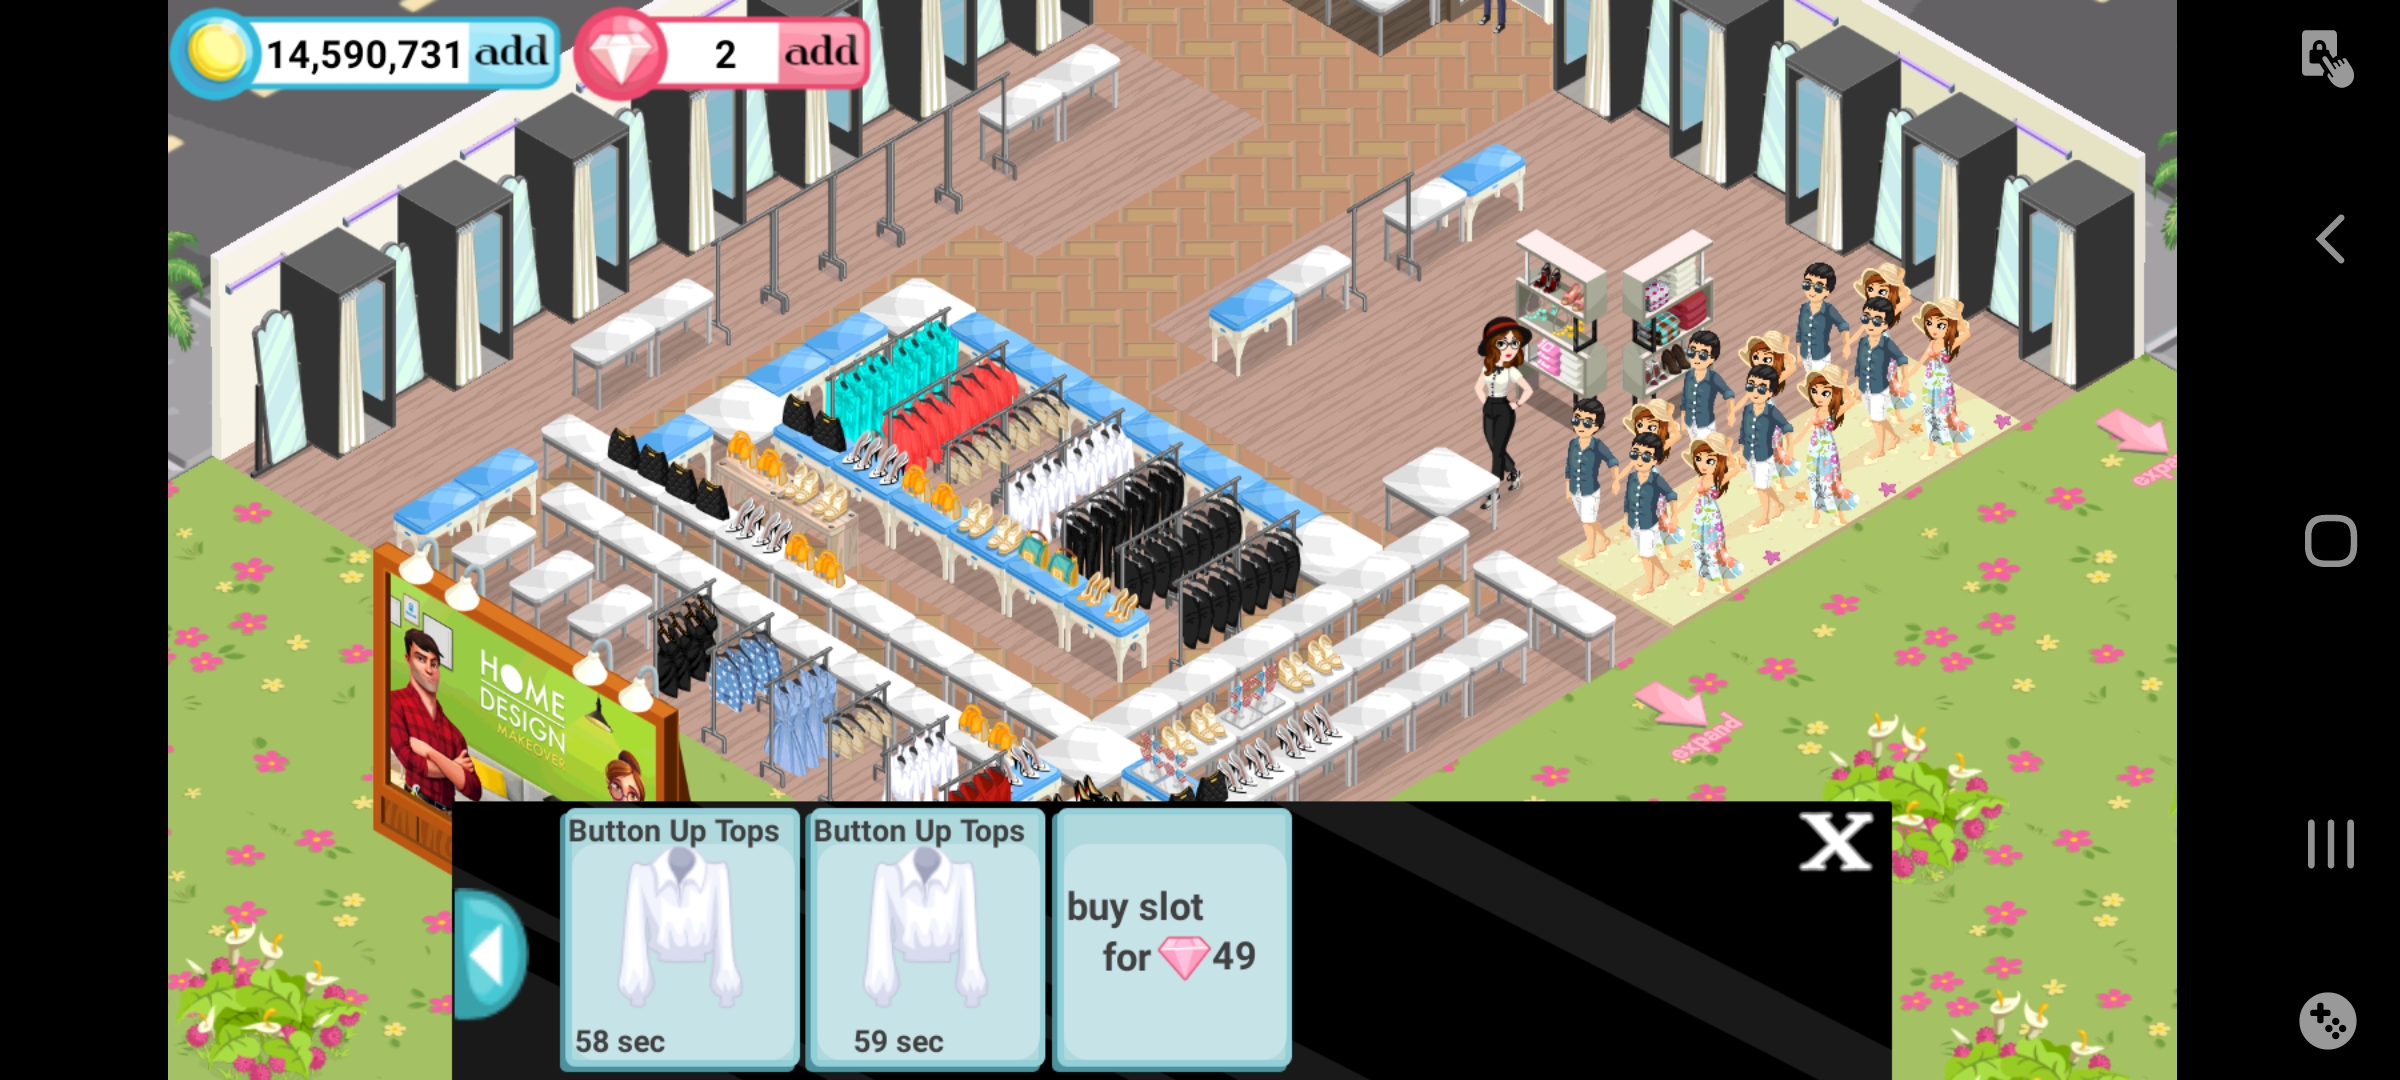 14,590,731 add
2 add
expand
HOME
DESIGN
MAKEOVER
expand
Button Up Tops
58 sec
Button Up Tops
59 sec
buy slot
for 49
X